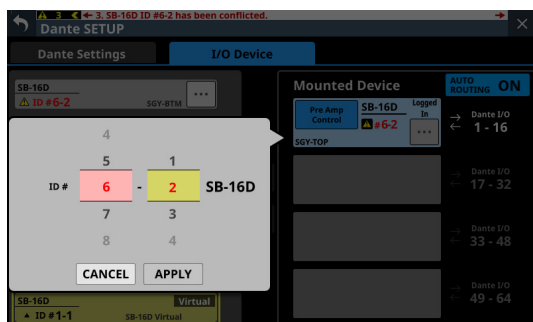 3 ← 3. SB-16D ID #6-2 has been conflicted. →
Dante SETUP
Dante Settings
I/O Device
SB-16D
ID #6-2
SGY-BTM
...
4
5 1
ID # 6 - 2 SB-16D
7 3
8 4
CANCEL APPLY
SB-16D
Virtual
ID #1-1
SB-16D Virtual
Mounted Device
AUTO
ROUTING ON
Pre Amp
Control
SB-16D
#6-2
Logged
In
...
SGY-TOP
Dante I/O
1 - 16
Dante I/O
17 - 32
Dante I/O
33 - 48
Dante I/O
49 - 64